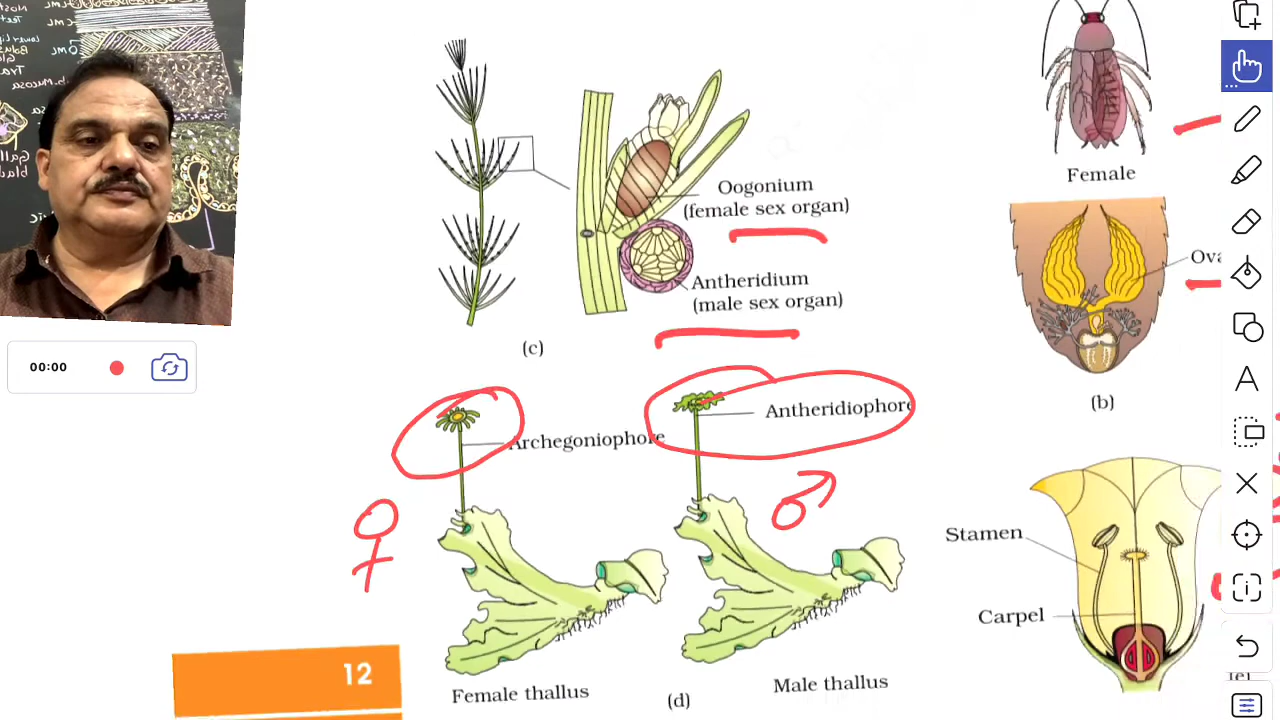 Oogonium
(female sex organ)
Antheridium
(male sex organ)
(c)
Archegoniophore
Antheridiophore
Female thallus
(d)
Male thallus
12
Female
Ova
(b)
Stamen
Carpel
00:00
A